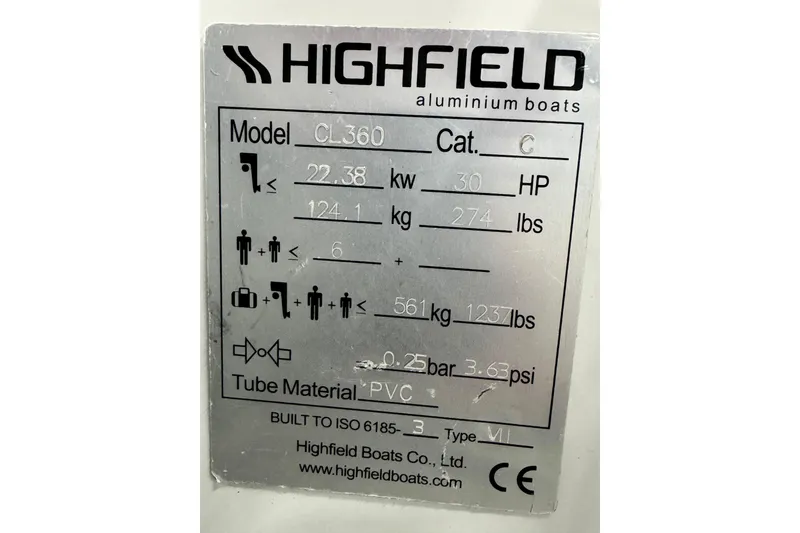 HIGHFIELD
aluminium boats
Model CL360 Cat. C
≤ 22.38 kw 30 HP
124.1 kg 274 lbs
+ ≤ 6 +
+ + + ≤ 561 kg 1237 lbs
0.25 bar 3.63 psi
Tube Material PVC
BUILT TO ISO 6185- 3 Type VII
Highfield Boats Co., Ltd.
www.highfieldboats.com CE